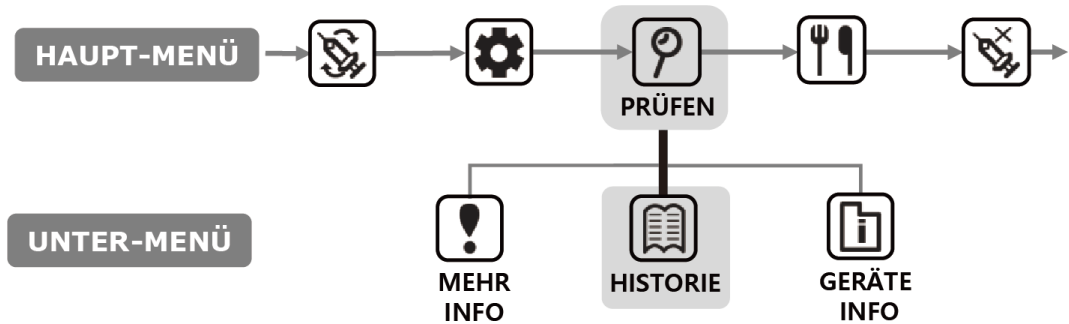 HAUPT-MENÜ
PRÜFEN
UNTER-MENÜ
MEHR
INFO
HISTORIE
GERÄTE
INFO